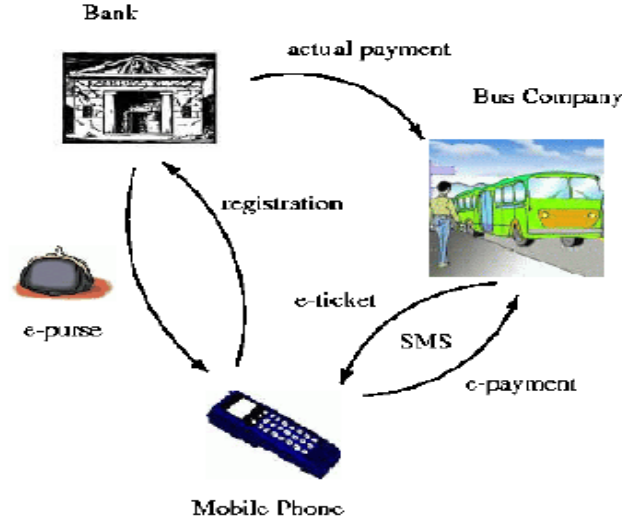 Bank
actual payment
Bus Company
registration
e-ticket
e-purse
SMS
e-payment
Mobile Phone